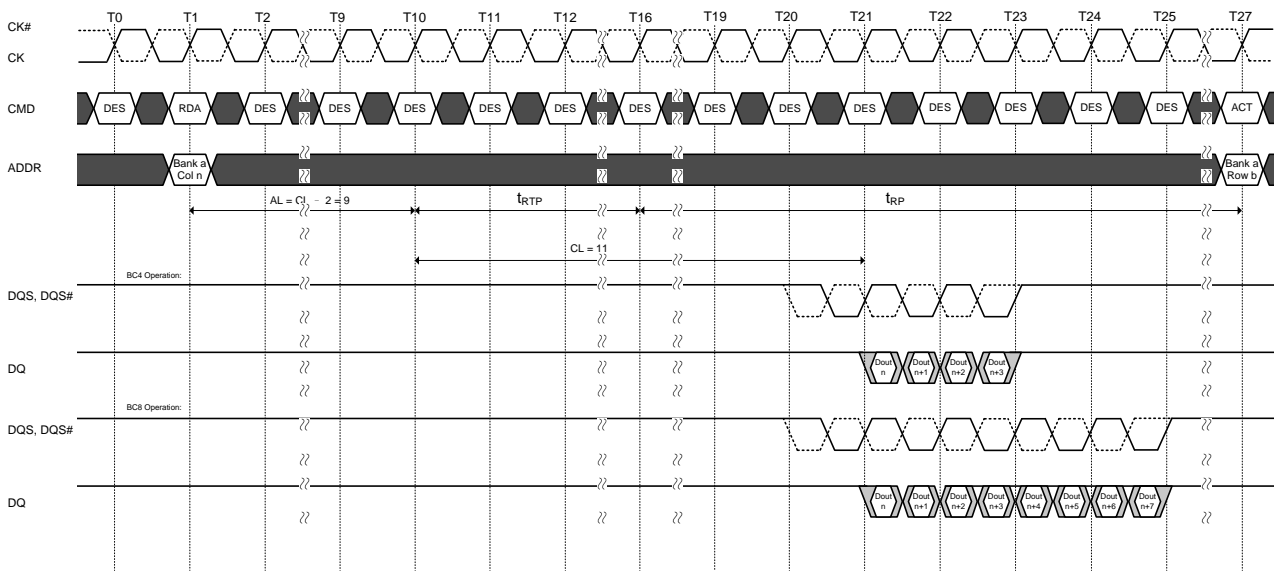 CK#
CK
T0 T1 T2 T9 T10 T11 T12 T16 T19 T20 T21 T22 T23 T24 T25 T27
CMD
DES RDA DES DES DES DES DES DES DES DES DES DES DES DES DES ACT
ADDR
Bank a
Col n
Bank a
Row b
AL = CL - 2 = 9
tRTP
tRP
CL = 11
BC4 Operation:
DQS, DQS#
DQ
Dout
n
Dout
n+1
Dout
n+2
Dout
n+3
BC8 Operation:
DQS, DQS#
DQ
Dout
n
Dout
n+1
Dout
n+2
Dout
n+3
Dout
n+4
Dout
n+5
Dout
n+6
Dout
n+7